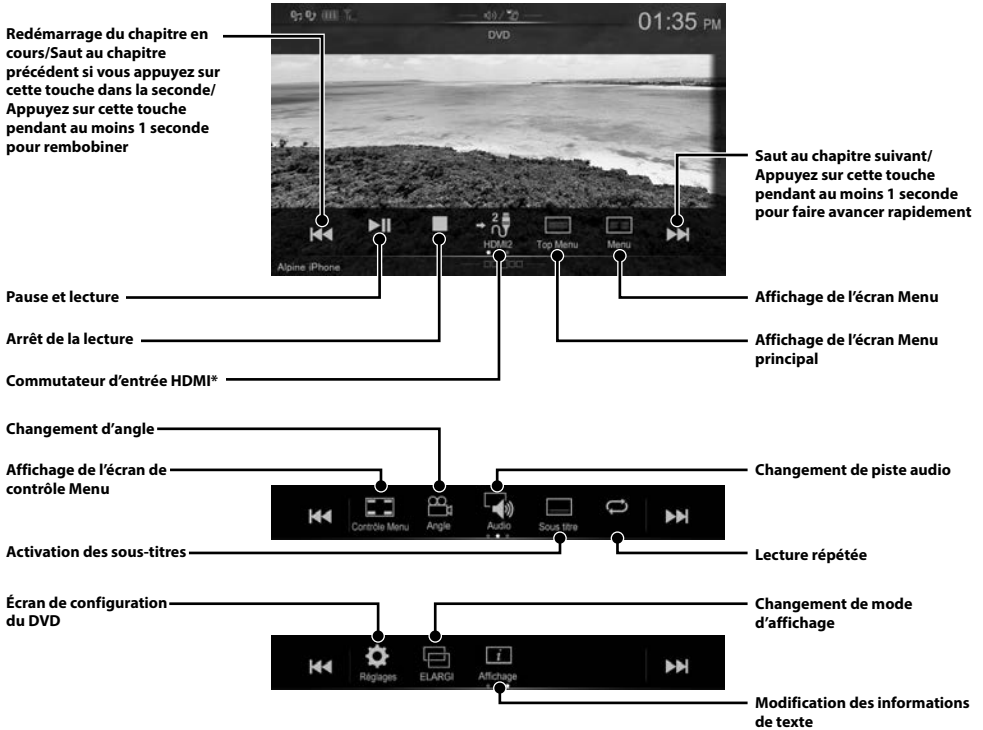 01:35 PM
DVD
Redémarrage du chapitre en
cours/Saut au chapitre
précédent si vous appuyez sur
cette touche dans la seconde/
Appuyez sur cette touche
pendant au moins 1 seconde
pour rembobiner
Saut au chapitre suivant/
Appuyez sur cette touche
pendant au moins 1 seconde
pour faire avancer rapidement
2
HDMI2
Top Menu
Menu
Alpine iPhone
Pause et lecture
Affichage de l'écran Menu
Arrêt de la lecture
Affichage de l'écran Menu
principal
Commutateur d'entrée HDMI*
Changement d'angle
Affichage de l'écran de
contrôle Menu
Changement de piste audio
Contrôle Menu
Angle
Audio
Sous titre
Activation des sous-titres
Lecture répétée
Écran de configuration
du DVD
Changement de mode
d'affichage
Réglages
ELARGI
i
Affichage
Modification des informations
de texte